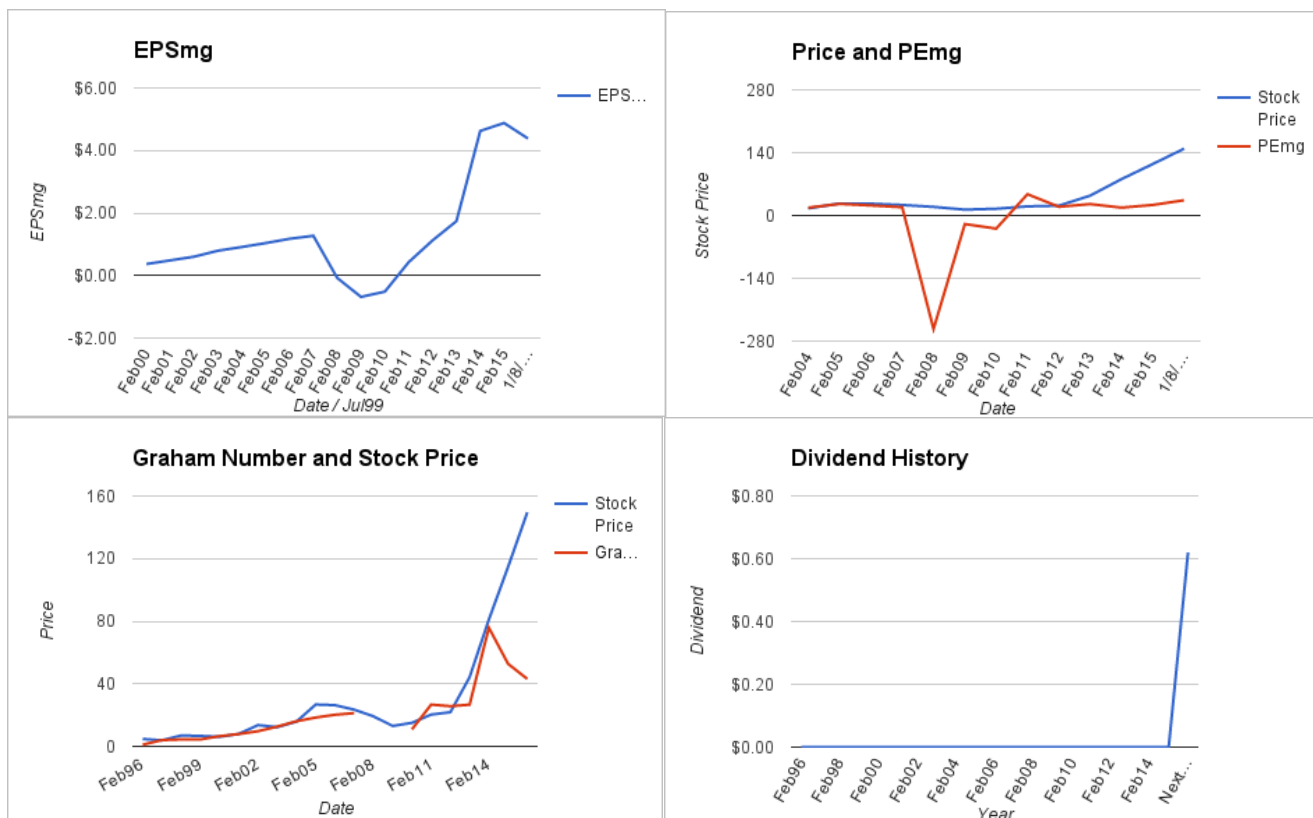 EPSmg
$6.00
$4.00
$2.00
$0.00
-$2.00
EPSmg
EPS...
Feb00
Feb01
Feb02
Feb03
Feb04
Feb05
Feb06
Feb07
Feb08
Feb09
Feb10
Feb11
Feb12
Feb13
Feb14
Feb15
1/8/...
Date / Jul99
Price and PEmg
280
140
0
-140
-280
Stock Price
Stock
Price
PEmg
Feb04
Feb05
Feb06
Feb07
Feb08
Feb09
Feb10
Feb11
Feb12
Feb13
Feb14
Feb15
1/8/...
Date
Graham Number and Stock Price
160
120
80
40
0
Price
Stock
Price
Gra...
Feb96
Feb99
Feb02
Feb05
Feb08
Feb11
Feb14
Date
Dividend History
$0.80
$0.60
$0.40
$0.20
$0.00
Dividend
Feb96
Feb98
Feb00
Feb02
Feb04
Feb06
Feb08
Feb10
Feb12
Feb14
Next...
Year